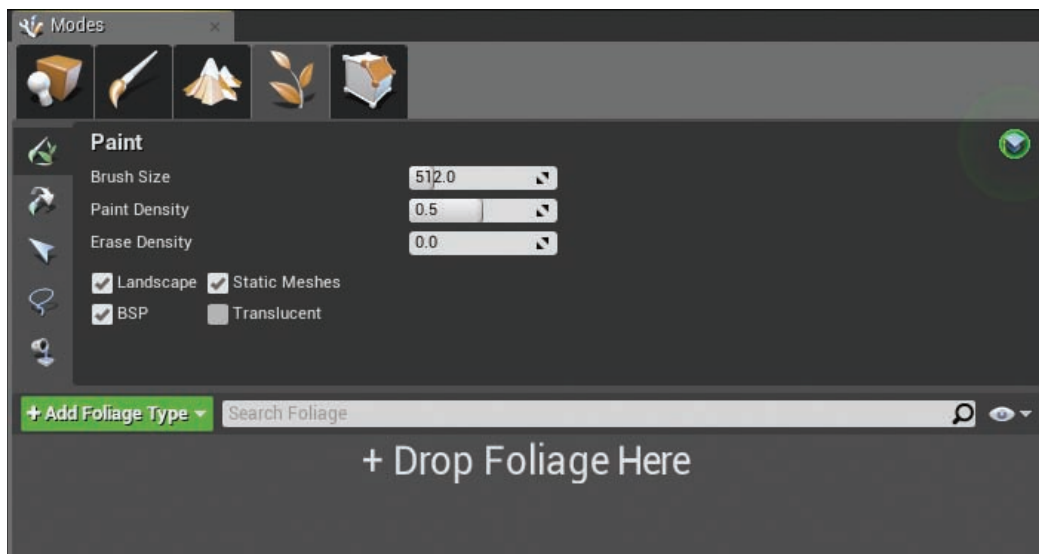 Modes
Paint
Brush Size 512.0
Paint Density 0.5
Erase Density 0.0
Landscape Static Meshes
BSP Translucent
+ Add Foliage Type Search Foliage
+ Drop Foliage Here